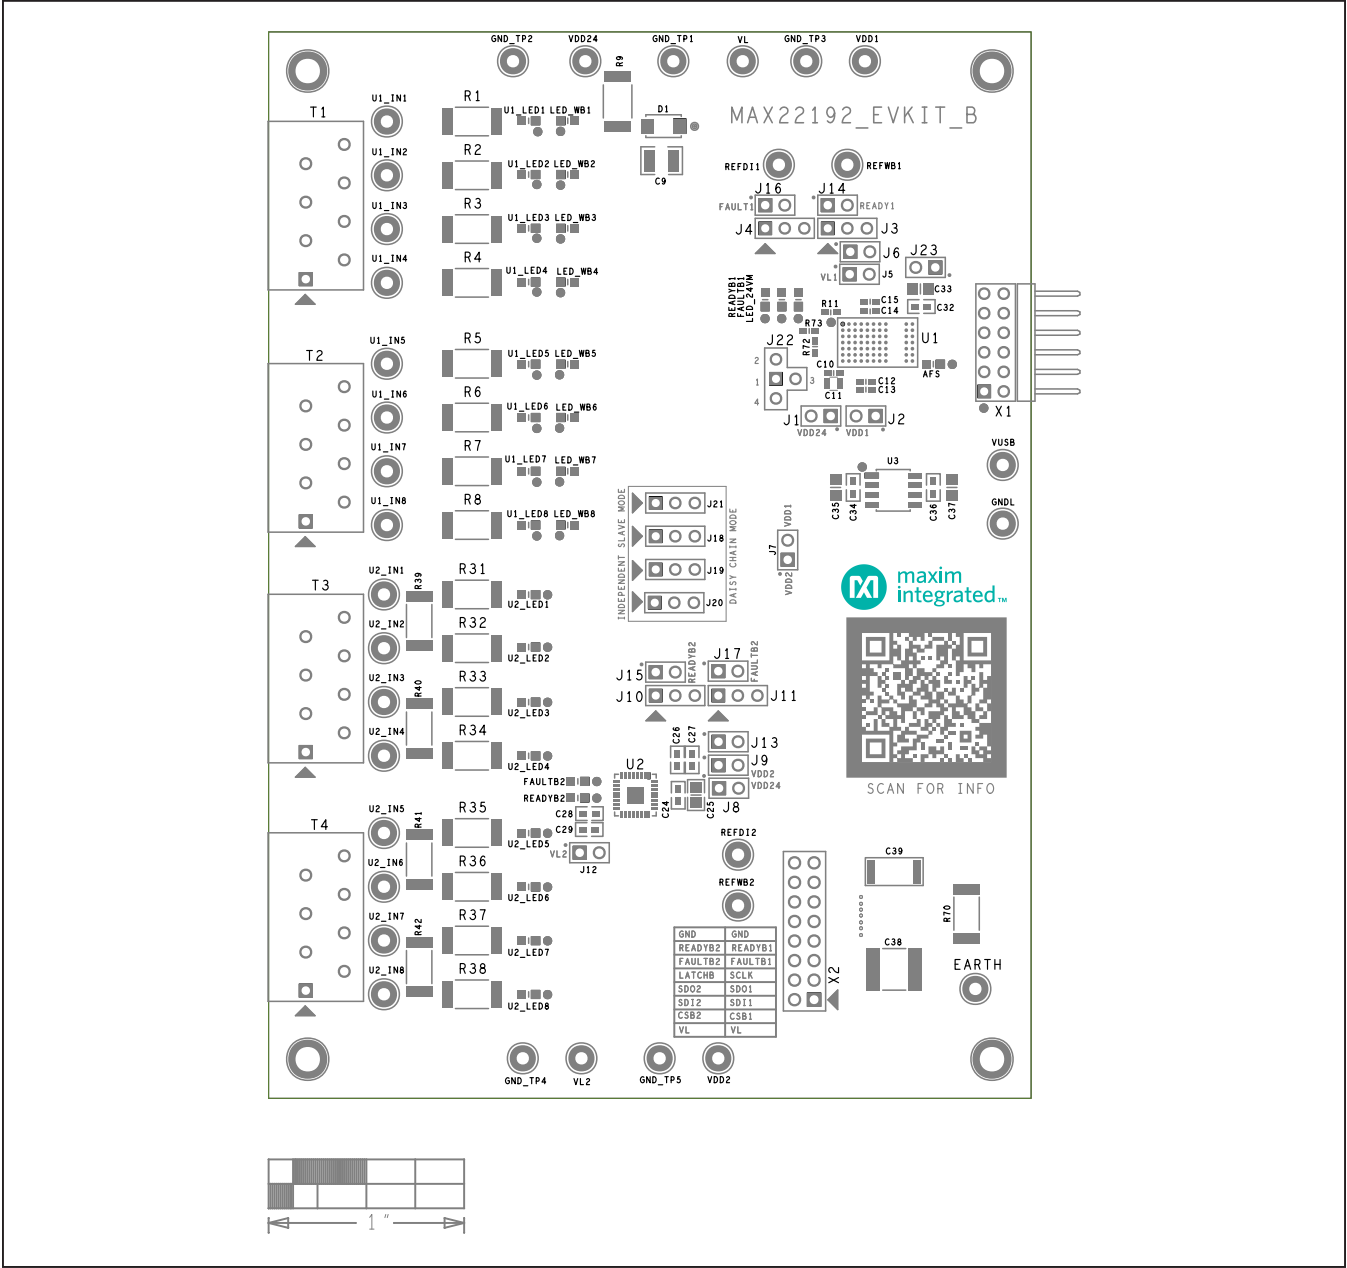 GND_TP2 VDD24 GND_TP1 VL GND_TP3 VDD1
R9
U1_IN1 R1 U1_LED1 LED_WB1 D1
T1 MAX22192_EVKIT_B
U1_IN2 R2 U1_LED2 LED_WB2 C9 REFDI1 REFWB1
J16 J14
FAULT1 READY1
U1_IN3 R3 U1_LED3 LED_WB3 J4 J3
U1_IN4 R4 U1_LED4 LED_WB4 J6 J23
VL1 J5
READYB1
FAULTB1
LED_24VM
C33
C15
R11 C14 C32
R73
R72
U1
U1_IN5 R5 U1_LED5 LED_WB5 J22
T2
2
1 3
4
C10 C12 AFS
C11 C13
U1_IN6 R6 U1_LED6 LED_WB6 J1 J2 X1
VDD24 VDD1
U1_IN7 R7 U1_LED7 LED_WB7 U3 VUSB
U1_IN8 R8 U1_LED8 LED_WB8
C35 C34 C36 C37 GNDL
INDEPENDENT SLAVE MODE
J21
J18
J19
J20
DAISY CHAIN MODE
VDD1
J7
VDD2
maxim
integrated™
U2_IN1 R39 R31 U2_LED1
T3
U2_IN2 R32 U2_LED2
U2_IN3 R40 R33 U2_LED3
J15 READYB2 J17 FAULTB2
J10 J11
U2_IN4 R34 U2_LED4
C26 C27 J13
U2 J9
VDD2
VDD24
FAULTB2
READYB2 C24 C25 J8
SCAN FOR INFO
U2_IN5 R41 R35 U2_LED5 C28
T4 C29
REFDI2
VL2 J12
C39
U2_IN6 R36 U2_LED6 REFWB2
U2_IN7 R42 R37 U2_LED7
R70
C38
U2_IN8 R38 U2_LED8
EARTH
X2
GND GND
READYB2 READYB1
FAULTB2 FAULTB1
LATCHB SCLK
SDO2 SDO1
SDI2 SDI1
CSB2 CSB1
VL VL
GND_TP4 VL2 GND_TP5 VDD2
1"